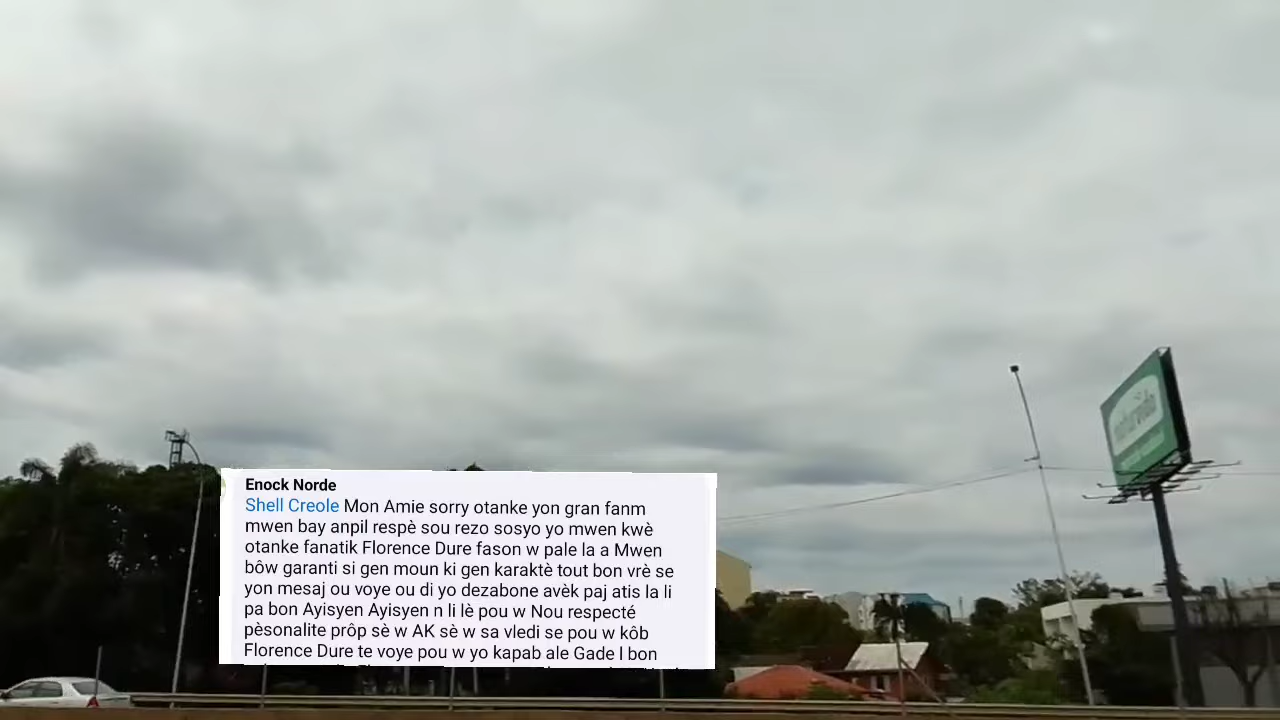 Enock Norde
Shell Creole Mon Amie sorry otanke yon gran fanm
mwen bay anpil respè sou rezo sosyo yo mwen kwè
otanke fanatik Florence Dure fason w pale la a Mwen
bôw garanti si gen moun ki gen karaktè tout bon vrè se
yon mesaj ou voye ou di yo dezabone avèk paj atis la li
pa bon Ayisyen Ayisyen n li lè pou w Nou respecté
pèsonalite prôp sè w AK sè w sa vledi se pou w kôb
Florence Dure te voye pou w yo kapab ale Gade l bon